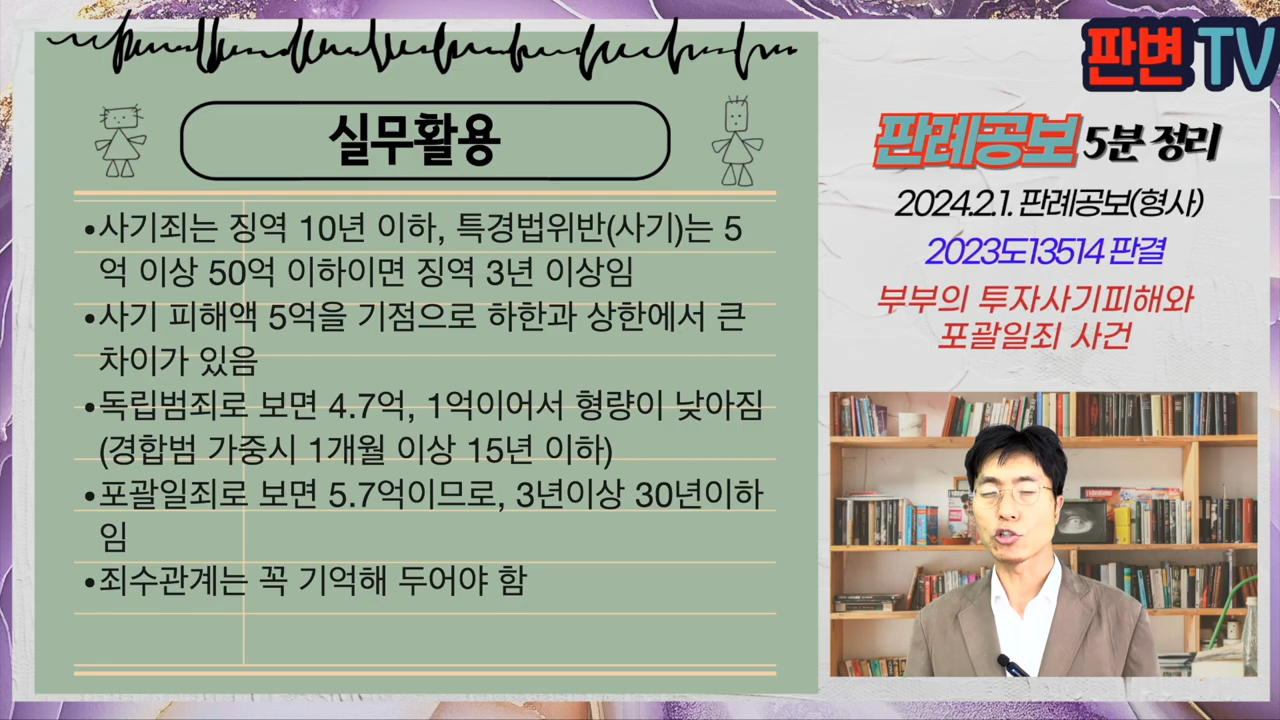 판변 TV
실무활용
•사기죄는 징역 10년 이하, 특경법위반(사기)는 5
억 이상 50억 이하이면 징역 3년 이상임
•사기 피해액 5억을 기점으로 하한과 상한에서 큰
차이가 있음
•독립범죄로 보면 4.7억, 1억이어서 형량이 낮아짐
(경합범 가중시 1개월 이상 15년 이하)
•포괄일죄로 보면 5.7억이므로, 3년이상 30년이하
임
•죄수관계는 꼭 기억해 두어야 함
판례공보 5분 정리
2024.2.1. 판례공보(형사)
2023도13514 판결
부부의 투자사기피해와
포괄일죄 사건